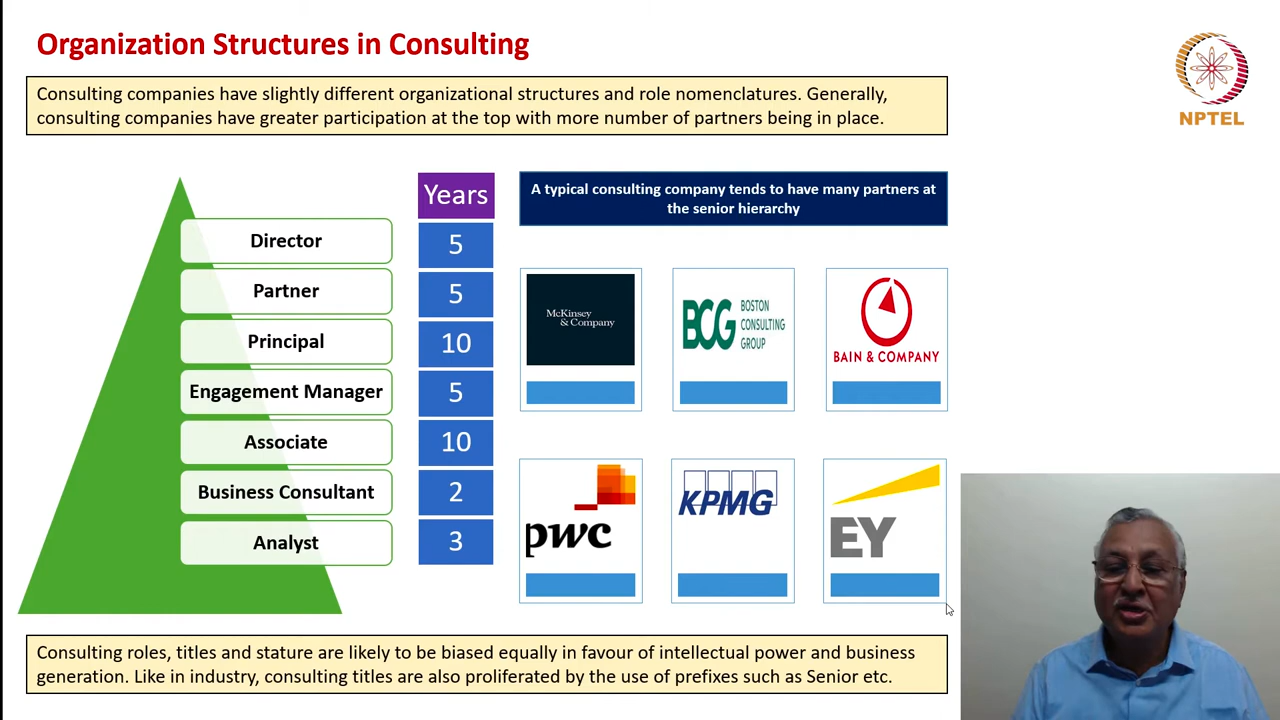 Organization Structures in Consulting
NPTEL
Consulting companies have slightly different organizational structures and role nomenclatures. Generally,
consulting companies have greater participation at the top with more number of partners being in place.
Years
Director
5
Partner
5
Principal
10
Engagement Manager
5
Associate
10
Business Consultant
2
Analyst
3
A typical consulting company tends to have many partners at
the senior hierarchy
McKinsey
& Company
BCG
BOSTON
CONSULTING
GROUP
BAIN & COMPANY
pwc
KPMG
EY
Consulting roles, titles and stature are likely to be biased equally in favour of intellectual power and business
generation. Like in industry, consulting titles are also proliferated by the use of prefixes such as Senior etc.